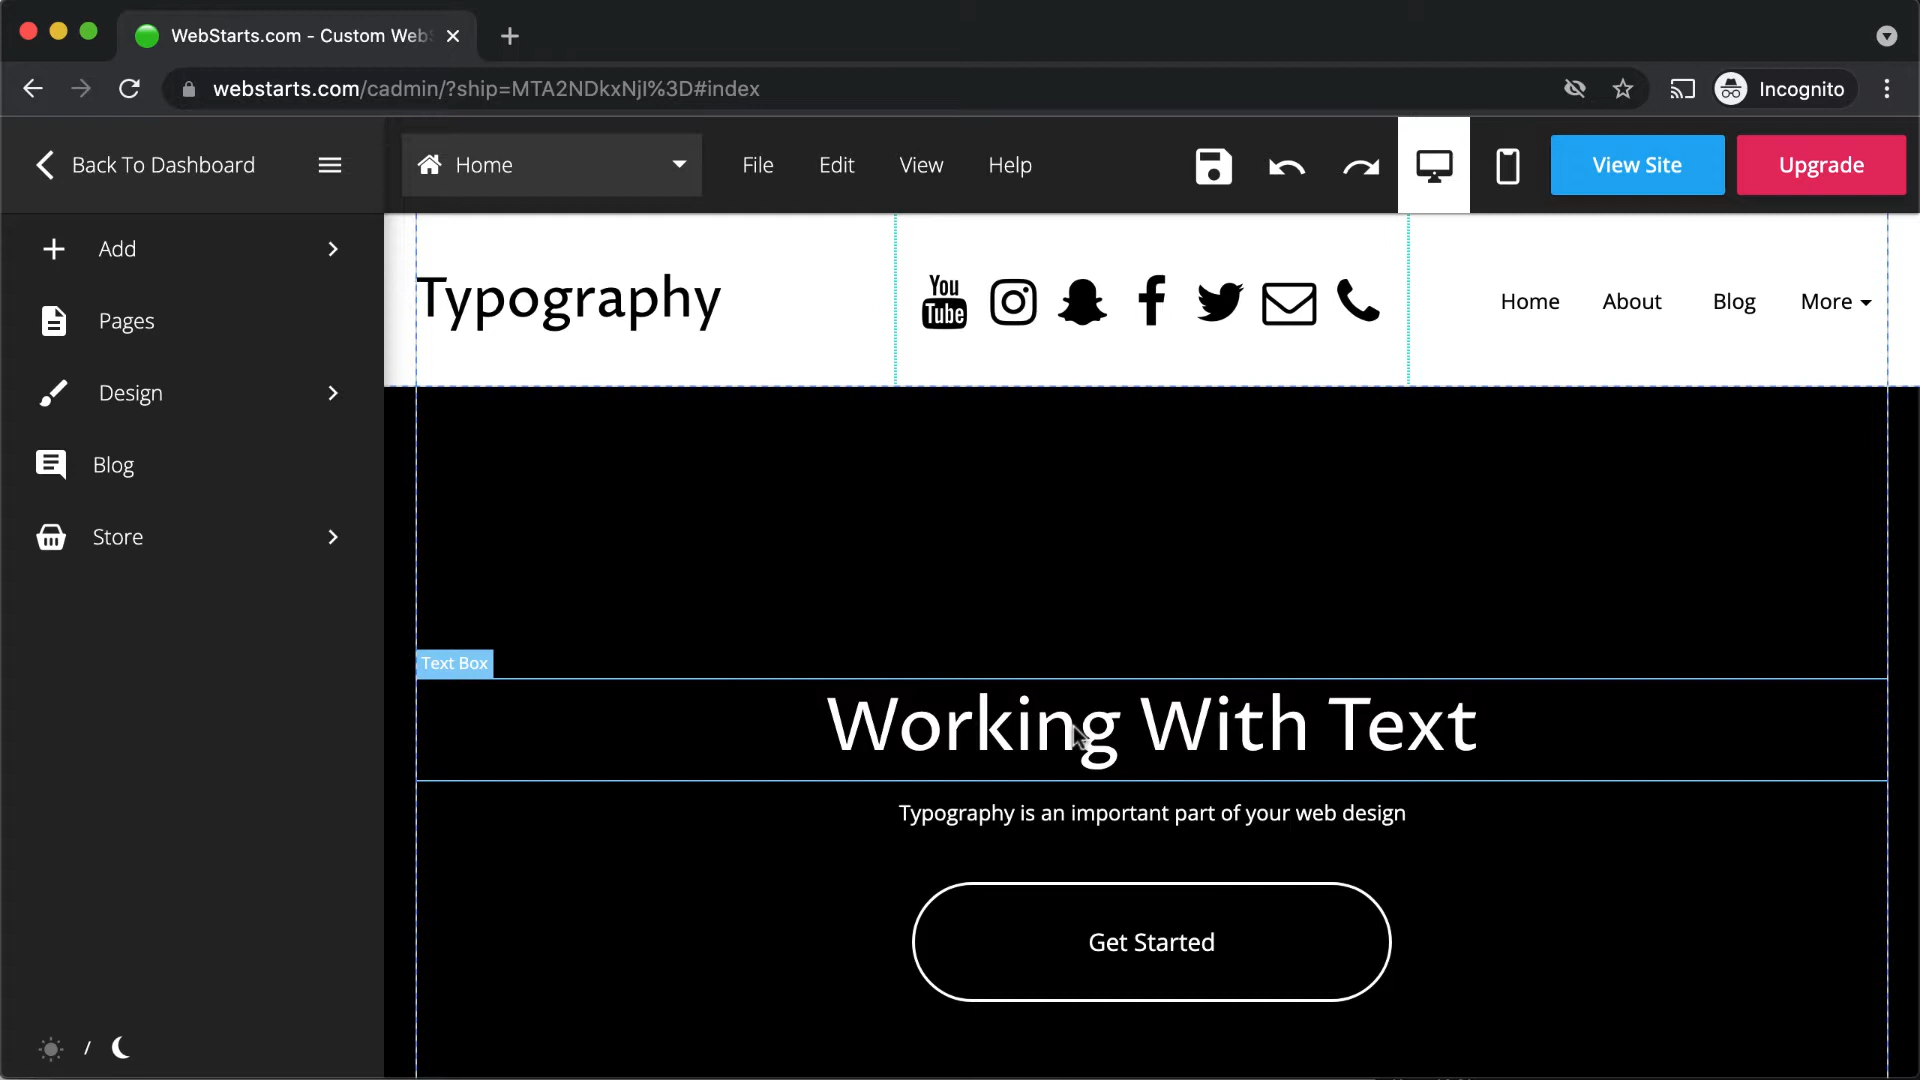 WebStarts.com - Custom Web
webstarts.com/cadmin/?ship=MTA2NDkxNjI%3D#index
Incognito
Back To Dashboard
Home
File
Edit
View
Help
View Site
Upgrade
Add
Pages
Design
Blog
Store
/
Typography
You Tube
Home
About
Blog
More
Text Box
Working With Text
Typography is an important part of your web design
Get Started